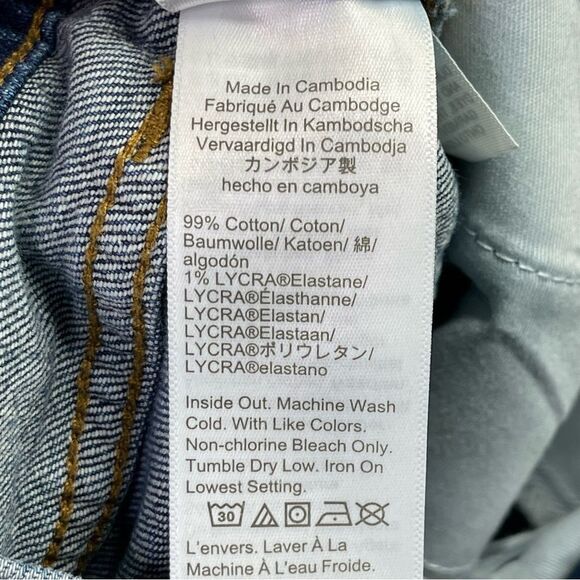 Made In Cambodia
Fabriqué Au Cambodge
Hergestellt In Kambodscha
Vervaardigd In Cambodja
カンボジア製
hecho en camboya
99% Cotton/ Coton/
Baumwolle/ Katoen/ 綿/
algodón
1% LYCRA®Elastane/
LYCRA®Élasthanne/
LYCRA®Elastan/
LYCRA®Elastaan/
LYCRA®ポリウレタン/
LYCRA®elastano
Inside Out. Machine Wash
Cold. With Like Colors.
Non-chlorine Bleach Only.
Tumble Dry Low. Iron On
Lowest Setting.
30
L'envers. Laver À La
Machine À L'eau Froide.